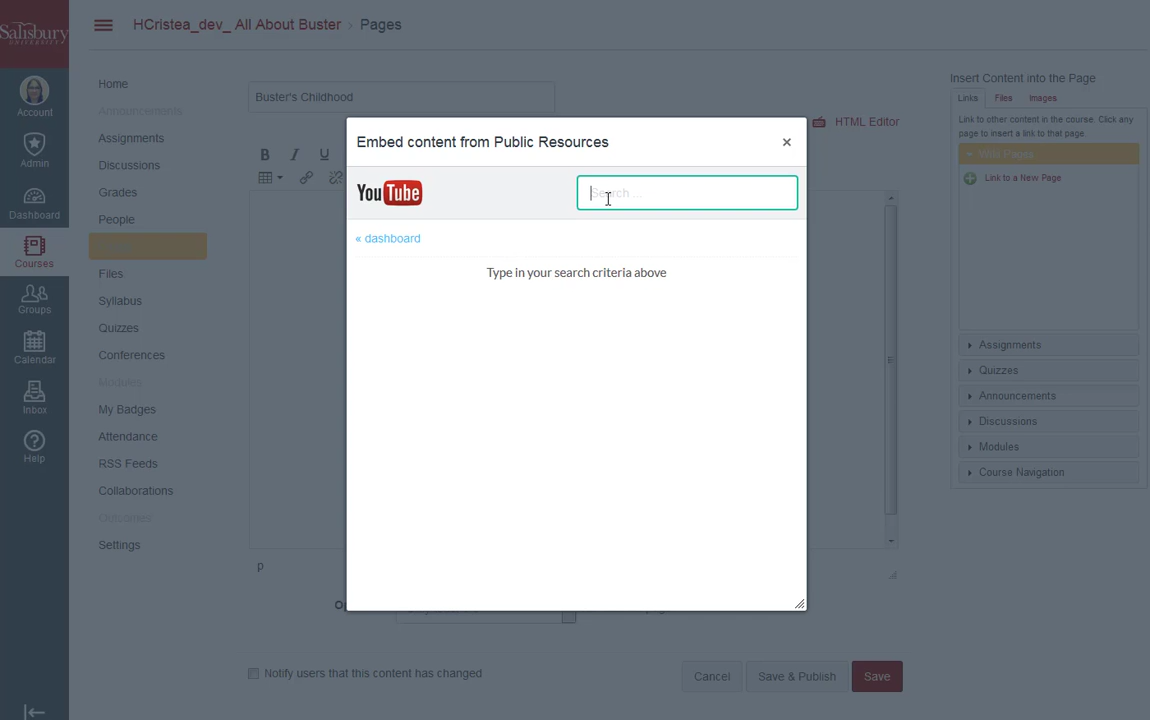 Salisbury
UNIVERSITY
HCristea_dev_ All About Buster > Pages
Account
Admin
Dashboard
Courses
Groups
Calendar
Inbox
Help
Home
Announcements
Assignments
Discussions
Grades
People
Files
Syllabus
Quizzes
Conferences
Modules
My Badges
Attendance
RSS Feeds
Collaborations
Outcomes
Settings
Buster's Childhood
HTML Editor
B I U
Embed content from Public Resources ×
YouTube
Search ...
« dashboard
Type in your search criteria above
p
Notify users that this content has changed
Cancel Save & Publish Save
Insert Content into the Page
Links Files Images
Link to other content in the course. Click any
page to insert a link to that page.
Wiki Pages
Link to a New Page
Assignments
Quizzes
Announcements
Discussions
Modules
Course Navigation